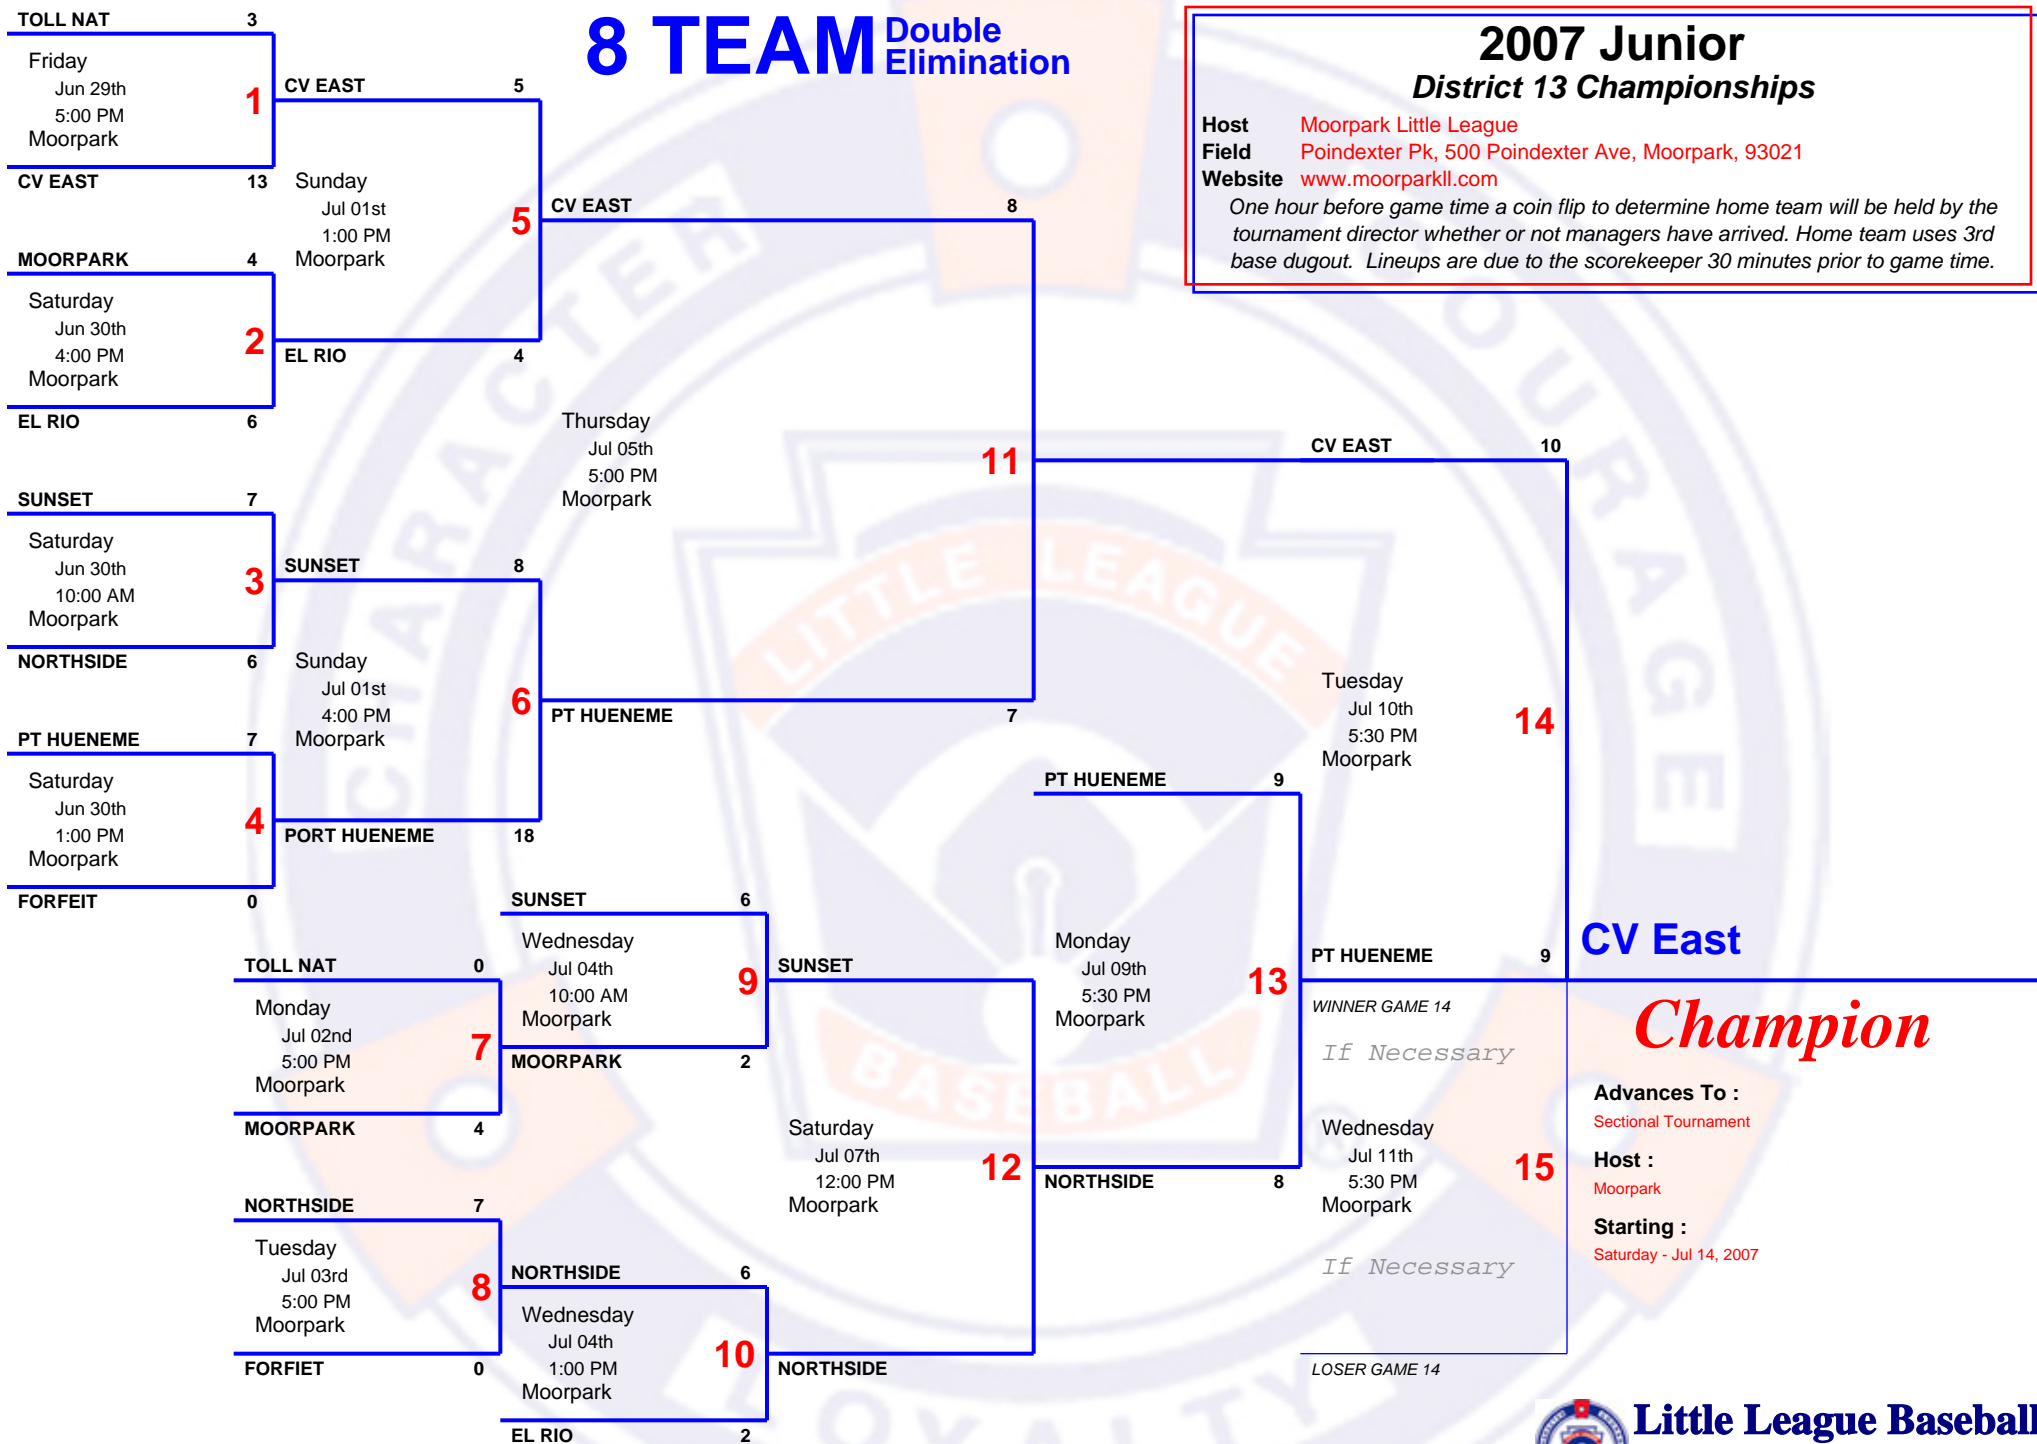 8 TEAM Double Elimination
2007 Junior
District 13 Championships
Host Moorpark Little League
Field Poindexter Pk, 500 Poindexter Ave, Moorpark, 93021
Website www.moorparkll.com
One hour before game time a coin flip to determine home team will be held by the
tournament director whether or not managers have arrived. Home team uses 3rd
base dugout. Lineups are due to the scorekeeper 30 minutes prior to game time.
TOLL NAT 3
Friday
Jun 29th
5:00 PM
Moorpark
1
CV EAST 13
MOORPARK 4
Saturday
Jun 30th
4:00 PM
Moorpark
2
EL RIO 6
SUNSET 7
Saturday
Jun 30th
10:00 AM
Moorpark
3
NORTHSIDE 6
PT HUENEME 7
Saturday
Jun 30th
1:00 PM
Moorpark
4
FORFEIT 0
CV EAST 5
Sunday
Jul 01st
1:00 PM
Moorpark
5
EL RIO 4
SUNSET 8
Sunday
Jul 01st
4:00 PM
Moorpark
6
PORT HUENEME 18
CV EAST 8
Thursday
Jul 05th
5:00 PM
Moorpark
11
PT HUENEME 7
TOLL NAT 0
Monday
Jul 02nd
5:00 PM
Moorpark
7
MOORPARK 4
NORTHSIDE 7
Tuesday
Jul 03rd
5:00 PM
Moorpark
8
FORFIET 0
SUNSET 6
Wednesday
Jul 04th
10:00 AM
Moorpark
9
MOORPARK 2
NORTHSIDE 6
Wednesday
Jul 04th
1:00 PM
Moorpark
10
EL RIO 2
SUNSET
Saturday
Jul 07th
12:00 PM
Moorpark
12
NORTHSIDE
PT HUENEME 9
Monday
Jul 09th
5:30 PM
Moorpark
13
NORTHSIDE 8
CV EAST 10
Tuesday
Jul 10th
5:30 PM
Moorpark
14
PT HUENEME 9
WINNER GAME 14
If Necessary
Wednesday
Jul 11th
5:30 PM
Moorpark
15
If Necessary
LOSER GAME 14
CV East
Champion
Advances To :
Sectional Tournament
Host :
Moorpark
Starting :
Saturday - Jul 14, 2007
Little League Baseball
CHARACTER
COURAGE
LOYALTY
LITTLE LEAGUE
BASEBALL
®